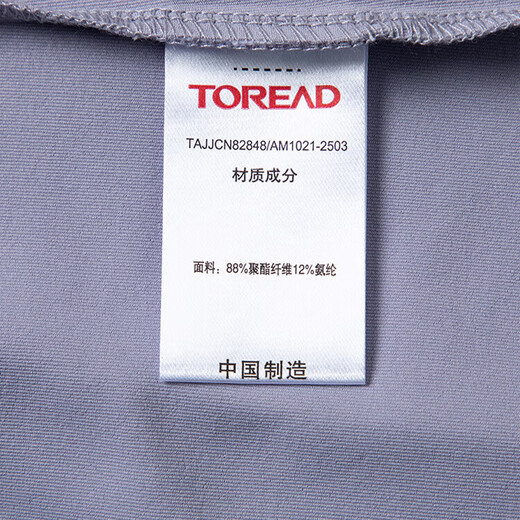 TOREAD
TAJJCN82848/AM1021-2503
材质成分
面料：88%聚酯纤维12%氨纶
中国制造